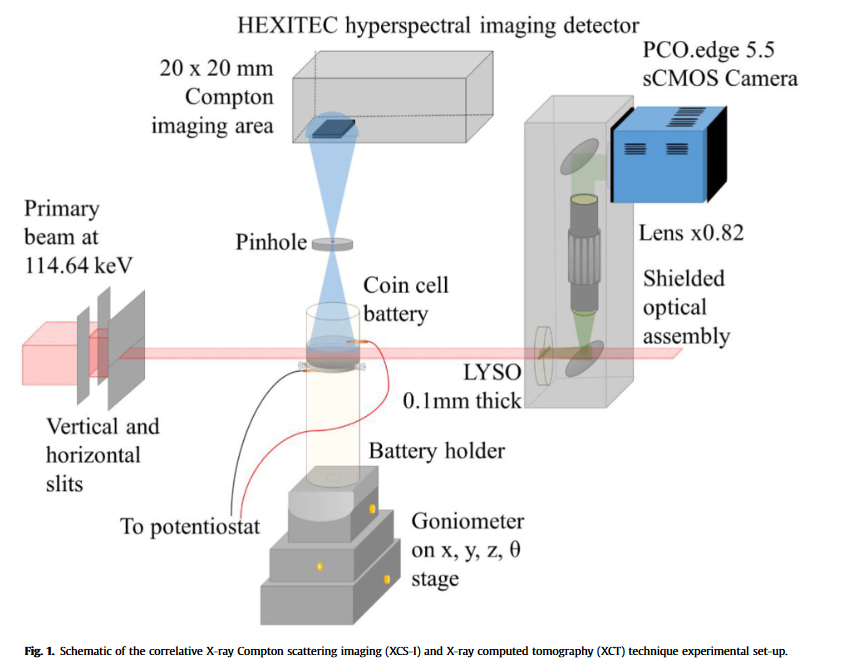 HEXITEC hyperspectral imaging detector
PCO.edge 5.5
sCMOS Camera
20 x 20 mm
Compton
imaging area
Primary
beam at
114.64 keV
Pinhole
Lens x0.82
Coin cell
battery
Shielded
optical
assembly
LYSO
0.1mm thick
Vertical and
horizontal
slits
Battery holder
To potentiostat
Goniometer
on x, y, z, θ
stage
Fig. 1. Schematic of the correlative X-ray Compton scattering imaging (XCS-I) and X-ray computed tomography (XCT) technique experimental set-up.